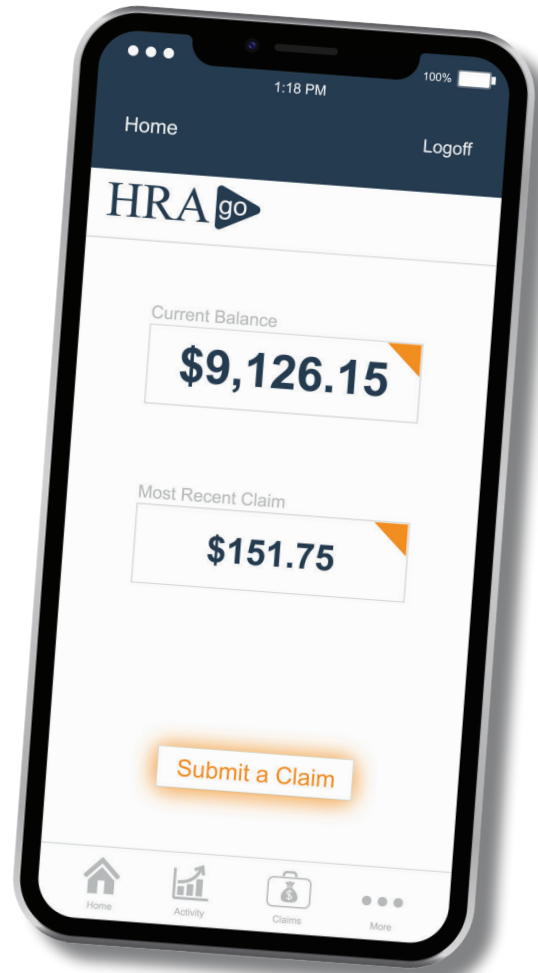 100%
1:18 PM
Home
Logoff
HRA go
Current Balance
$9,126.15
Most Recent Claim
$151.75
Submit a Claim
Home
Activity
Claims
More